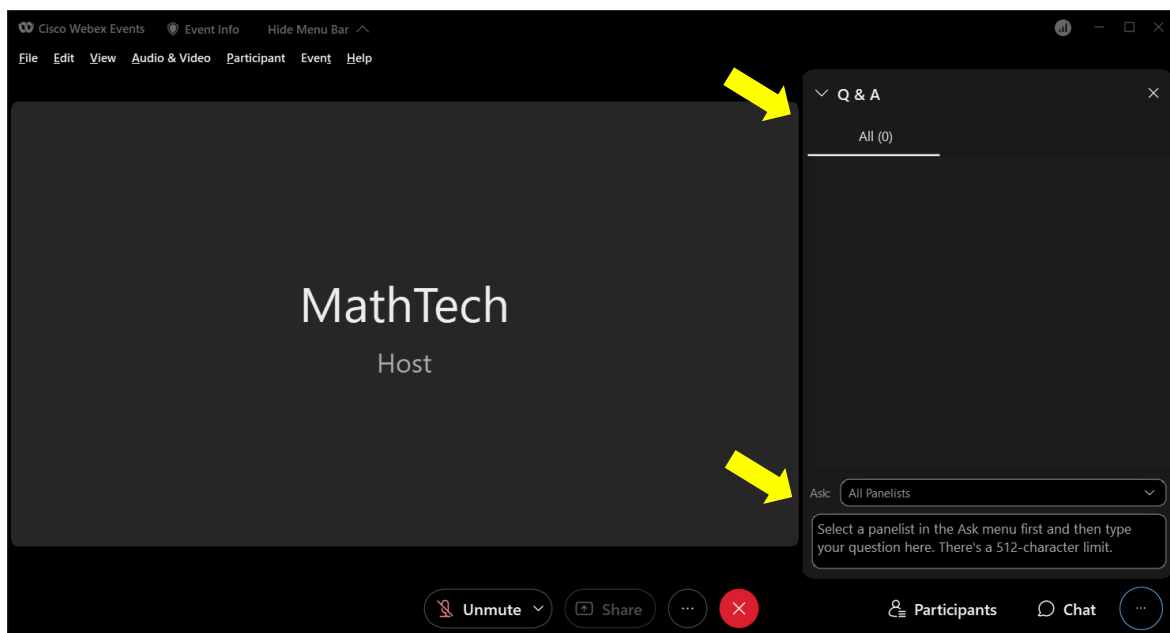 Cisco Webex Events Event Info Hide Menu Bar
File Edit View Audio & Video Participant Event Help
Q & A
All (0)
MathTech
Host
Ask: All Panelists
Select a panelist in the Ask menu first and then type
your question here. There's a 512-character limit.
Unmute Share ... Participants Chat ...